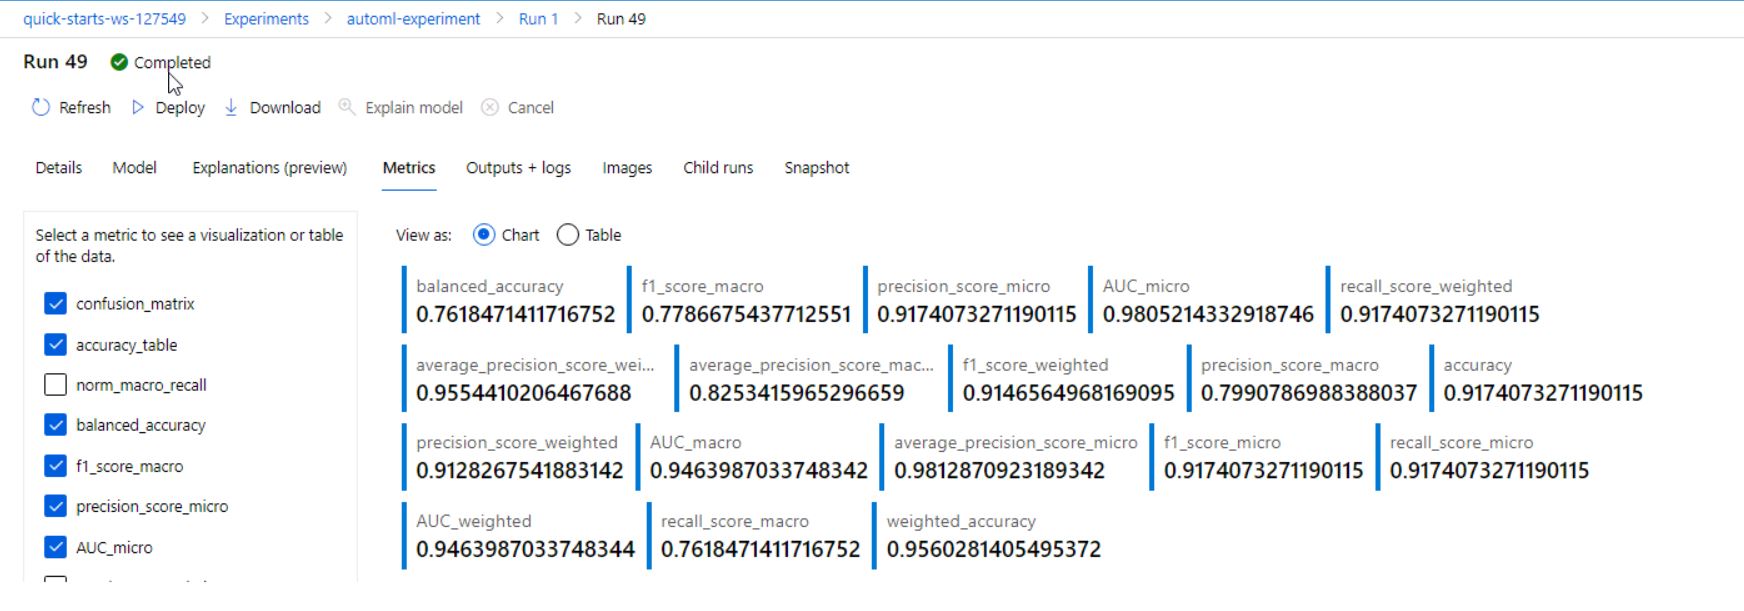 quick-starts-ws-127549 > Experiments > automl-experiment > Run 1 > Run 49
Run 49 Completed
Refresh Deploy Download Explain model Cancel
Details Model Explanations (preview) Metrics Outputs + logs Images Child runs Snapshot
Select a metric to see a visualization or table
of the data.
confusion_matrix
accuracy_table
norm_macro_recall
balanced_accuracy
f1_score_macro
precision_score_micro
AUC_micro
View as: Chart Table
balanced_accuracy f1_score_macro precision_score_micro AUC_micro recall_score_weighted
0.7618471411716752 0.7786675437712551 0.9174073271190115 0.9805214332918746 0.9174073271190115
average_precision_score_wei... average_precision_score_mac... f1_score_weighted precision_score_macro accuracy
0.9554410206467688 0.8253415965296659 0.9146564968169095 0.7990786988388037 0.9174073271190115
precision_score_weighted AUC_macro average_precision_score_micro f1_score_micro recall_score_micro
0.9128267541883142 0.9463987033748342 0.9812870923189342 0.9174073271190115 0.9174073271190115
AUC_weighted recall_score_macro weighted_accuracy
0.9463987033748344 0.7618471411716752 0.9560281405495372